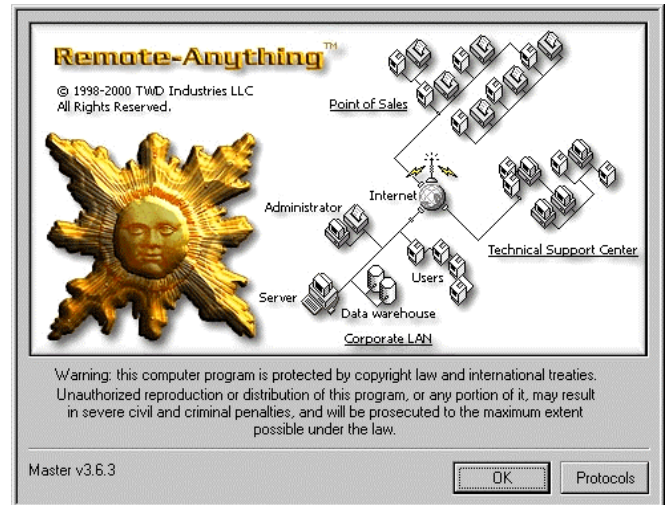 Remote-Anything™
© 1998-2000 TWD Industries LLC
All Rights Reserved.
Point of Sales
Internet
Administrator
Technical Support Center
Users
Server
Data warehouse
Corporate LAN
Warning: this computer program is protected by copyright law and international treaties.
Unauthorized reproduction or distribution of this program, or any portion of it, may result
in severe civil and criminal penalties, and will be prosecuted to the maximum extent
possible under the law.
Master v3.6.3
OK
Protocols